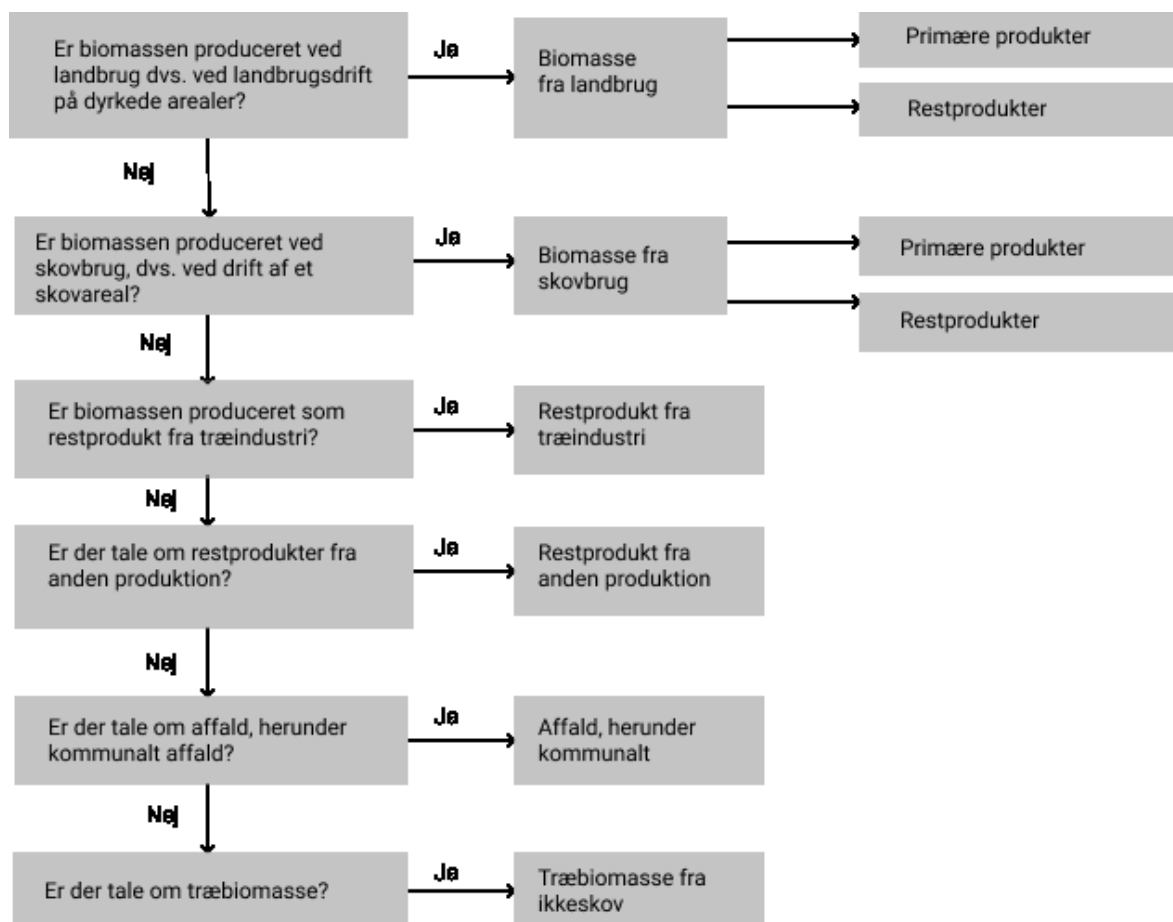 Er biomassen produceret ved
landbrug dvs. ved landbrugsdrift
på dyrkede arealer?
Ja
Biomasse
fra landbrug
Primære produkter
Restprodukter
Nej
Er biomassen produceret ved
skovbrug, dvs. ved drift af et
skovareal?
Ja
Biomasse fra
skovbrug
Primære produkter
Restprodukter
Nej
Er biomassen produceret som
restprodukt fra træindustri?
Ja
Restprodukt fra
træindustri
Nej
Er der tale om restprodukter fra
anden produktion?
Ja
Restprodukt fra
anden produktion
Nej
Er der tale om affald, herunder
kommunalt affald?
Ja
Affald, herunder
kommunalt
Nej
Er der tale om træbiomasse?
Ja
Træbiomasse fra
ikkeskov